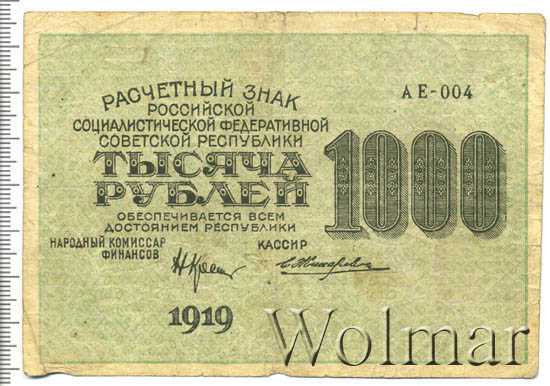 РАСЧЕТНЫЙ ЗНАК
РОССИЙСКОЙ
СОЦИАЛИСТИЧЕСКОЙ ФЕДЕРАТИВНОЙ
СОВЕТСКОЙ РЕСПУБЛИКИ
ТЫСЯЧА
РУБЛЕЙ
ОБЕСПЕЧИВАЕТСЯ ВСЕМ
ДОСТОЯНИЕМ РЕСПУБЛИКИ
НАРОДНЫЙ КОМИССАР
ФИНАНСОВ
КАССИР
АЕ-004
1000
1919
Wolmar